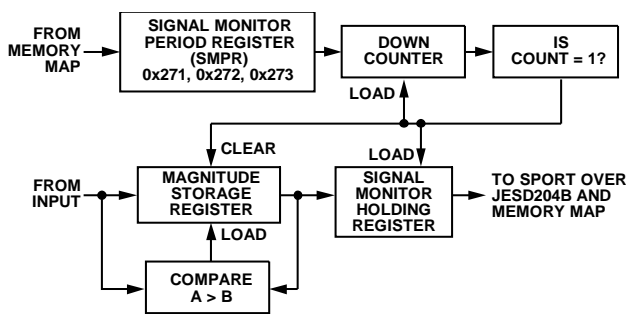 FROM
MEMORY
MAP
SIGNAL MONITOR
PERIOD REGISTER
(SMPR)
0x271, 0x272, 0x273
DOWN
COUNTER
IS
COUNT = 1?
LOAD
CLEAR
LOAD
FROM
INPUT
MAGNITUDE
STORAGE
REGISTER
SIGNAL
MONITOR
HOLDING
REGISTER
TO SPORT OVER
JESD204B AND
MEMORY MAP
LOAD
COMPARE
A > B